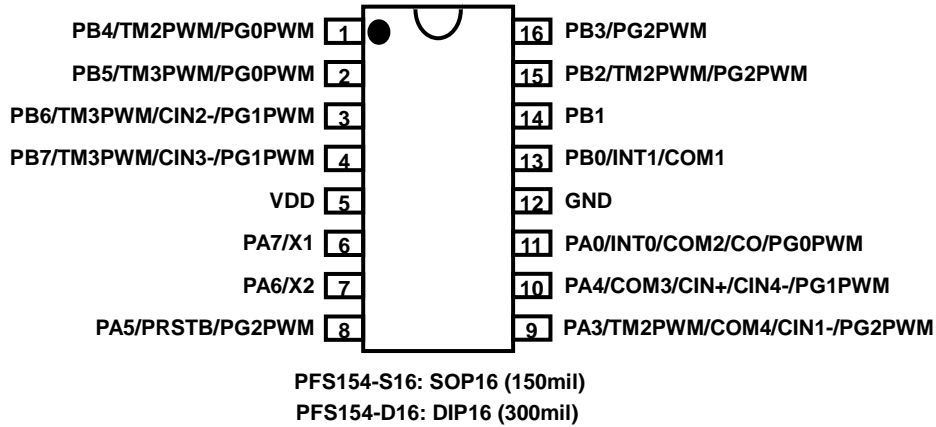 PB4/TM2PWM/PG0PWM 1 16 PB3/PG2PWM
PB5/TM3PWM/PG0PWM 2 15 PB2/TM2PWM/PG2PWM
PB6/TM3PWM/CIN2-/PG1PWM 3 14 PB1
PB7/TM3PWM/CIN3-/PG1PWM 4 13 PB0/INT1/COM1
VDD 5 12 GND
PA7/X1 6 11 PA0/INT0/COM2/CO/PG0PWM
PA6/X2 7 10 PA4/COM3/CIN+/CIN4-/PG1PWM
PA5/PRSTB/PG2PWM 8 9 PA3/TM2PWM/COM4/CIN1-/PG2PWM
PFS154-S16: SOP16 (150mil)
PFS154-D16: DIP16 (300mil)